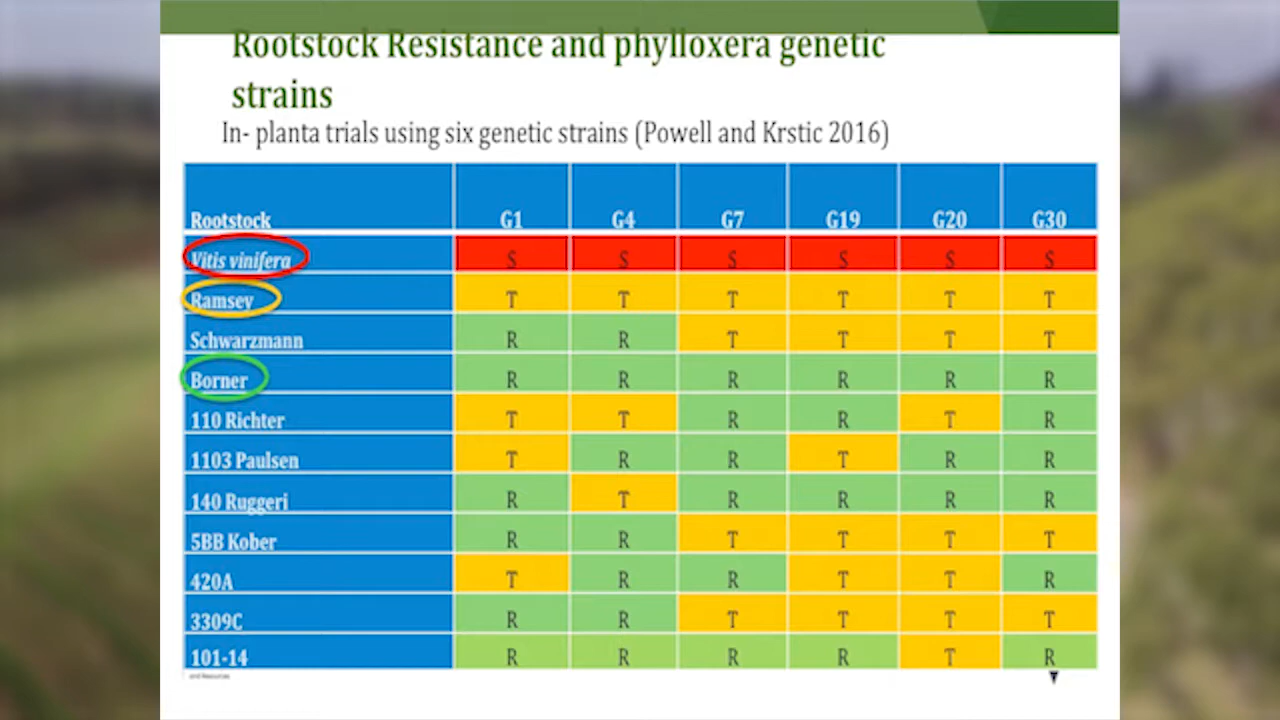 Rootstock Resistance and phylloxera genetic
strains
In- planta trials using six genetic strains (Powell and Krstic 2016)
Rootstock G1 G4 G7 G19 G20 G30
Vitis vinifera S S S S S S
Ramsey T T T T T T
Schwarzmann R R T T T T
Borner R R R R R R
110 Richter T T R R T R
1103 Paulsen T R R T R R
140 Ruggeri R T R R R R
5BB Kober R R T T T T
420A T R R T T R
3309C R R T T T T
101-14 R R R R T R
and Resources